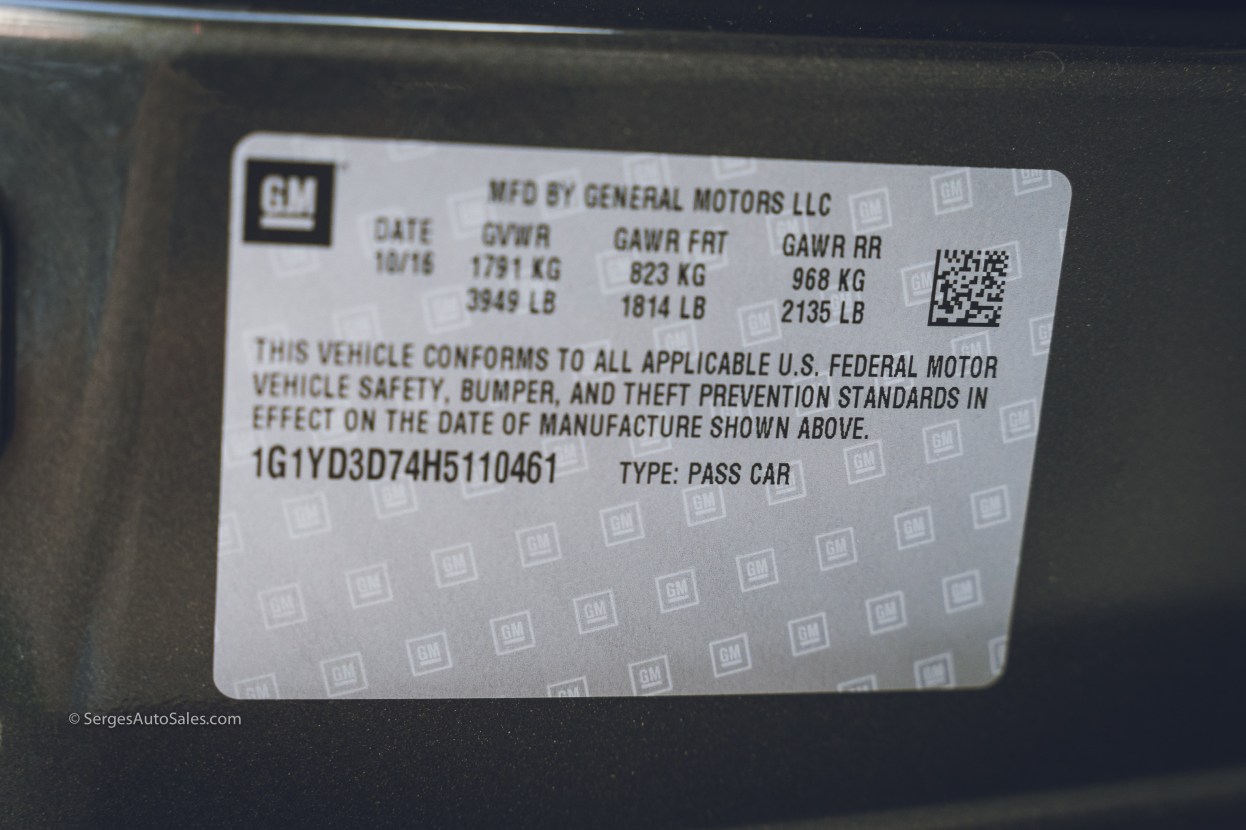 GM
MFD BY GENERAL MOTORS LLC
DATE GVWR GAWR FRT GAWR RR
10/16 1791 KG 823 KG 968 KG
3949 LB 1814 LB 2135 LB
THIS VEHICLE CONFORMS TO ALL APPLICABLE U.S. FEDERAL MOTOR
VEHICLE SAFETY, BUMPER, AND THEFT PREVENTION STANDARDS IN
EFFECT ON THE DATE OF MANUFACTURE SHOWN ABOVE.
1G1YD3D74H5110461 TYPE: PASS CAR
© SergesAutoSales.com